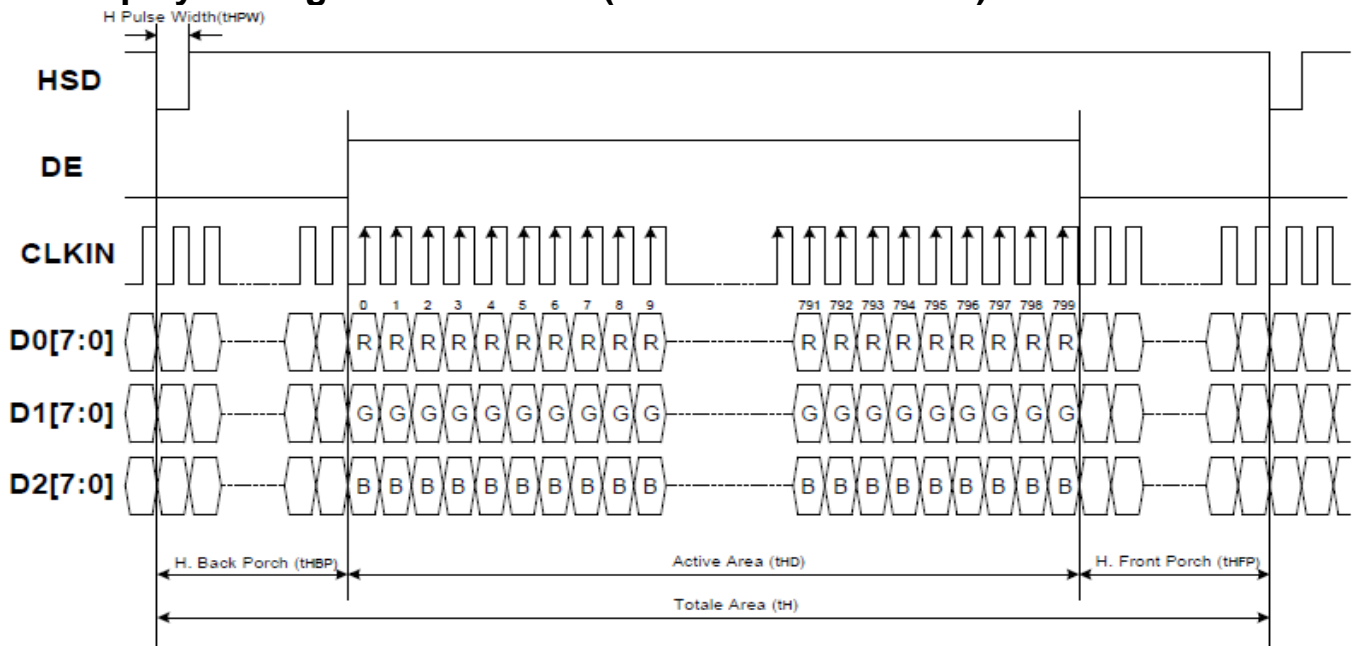 H Pulse Width(tHPW)
HSD
DE
CLKIN
0 1 2 3 4 5 6 7 8 9 791 792 793 794 795 796 797 798 799
D0[7:0] R R R R R R R R R R R R R R R R R R R
D1[7:0] G G G G G G G G G G G G G G G G G G G
D2[7:0] B B B B B B B B B B B B B B B B B B B
H. Back Porch (tHBP) Active Area (tHD) H. Front Porch (tHFP)
Totale Area (tH)